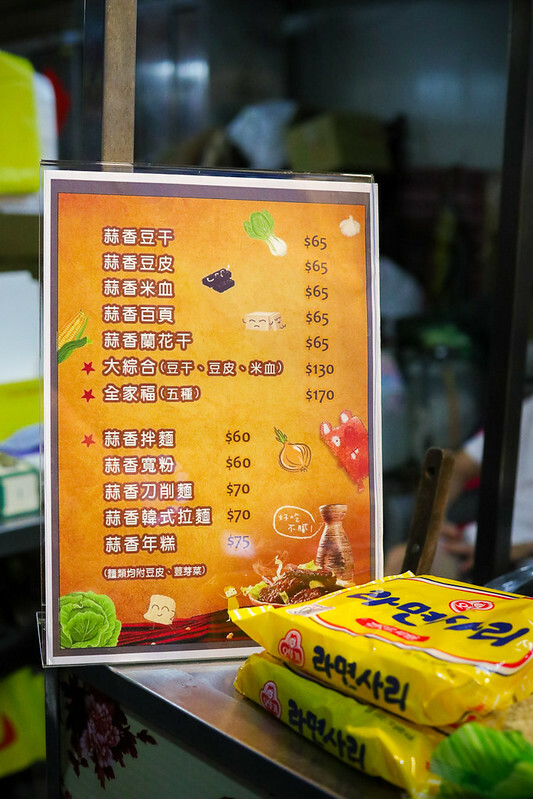 蒜香豆干 $65
蒜香豆皮 $65
蒜香米血 $65
蒜香百頁 $65
蒜香蘭花干 $65
★ 大綜合(豆干、豆皮、米血) $130
★ 全家福(五種) $170
★ 蒜香拌麵 $60
蒜香寬粉 $60
蒜香刀削麵 $70
蒜香韓式拉麵 $70
蒜香年糕 $75
(麵類均附豆皮、荳芽菜)
好吃
不膩!
라면사리
라면사리